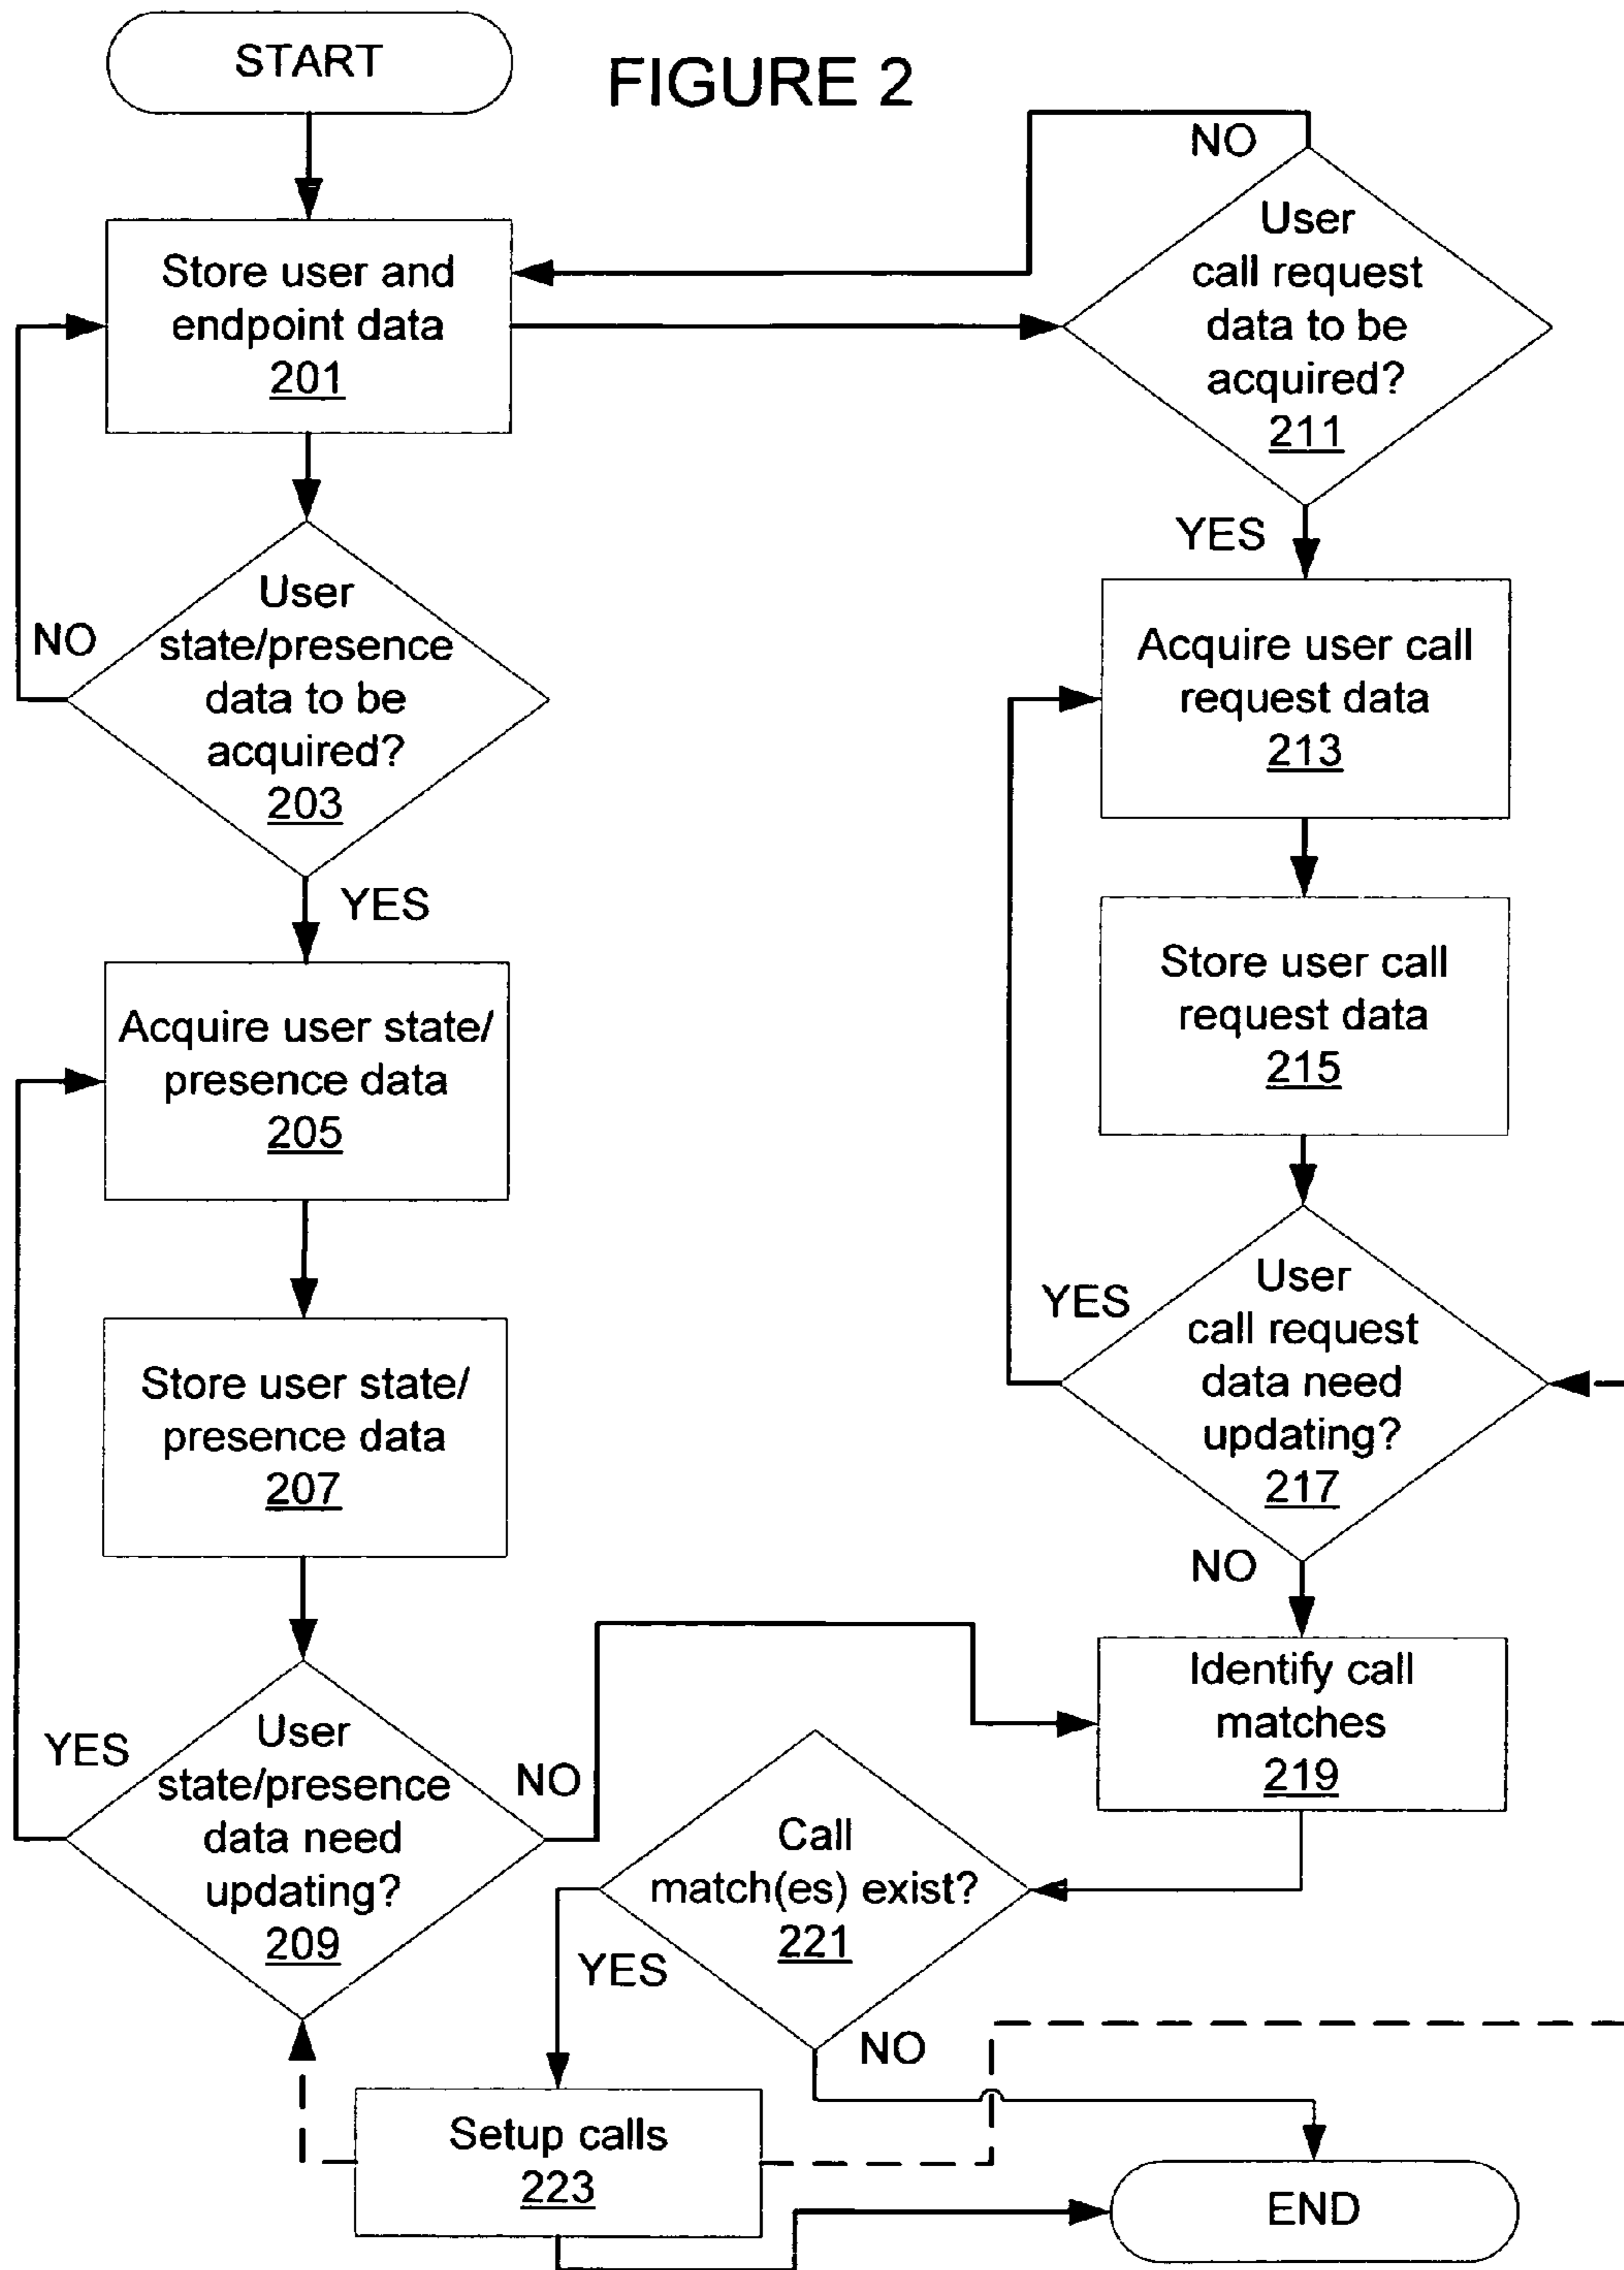 START
FIGURE 2
Store user and
endpoint data
201
NO
User
call request
data to be
acquired?
211
YES
User
state/presence
data to be
acquired?
203
NO
YES
Acquire user call
request data
213
Acquire user state/
presence data
205
Store user call
request data
215
Store user state/
presence data
207
User
call request
data need
updating?
217
YES
NO
User
state/presence
data need
updating?
209
YES
NO
Identify call
matches
219
Call
match(es) exist?
221
YES
NO
Setup calls
223
END